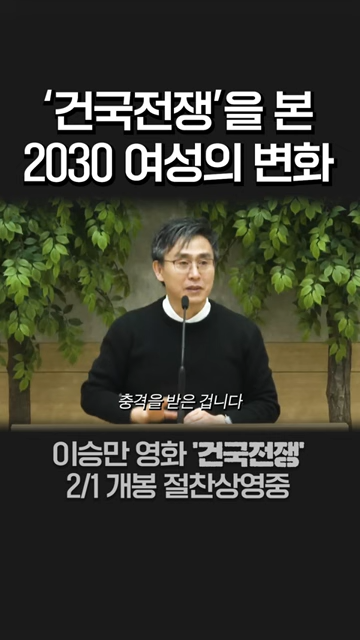 ‘건국전쟁’을 본
2030 여성의 변화
충격을 받은 겁니다
이승만 영화 '건국전쟁'
2/1 개봉 절찬상영중